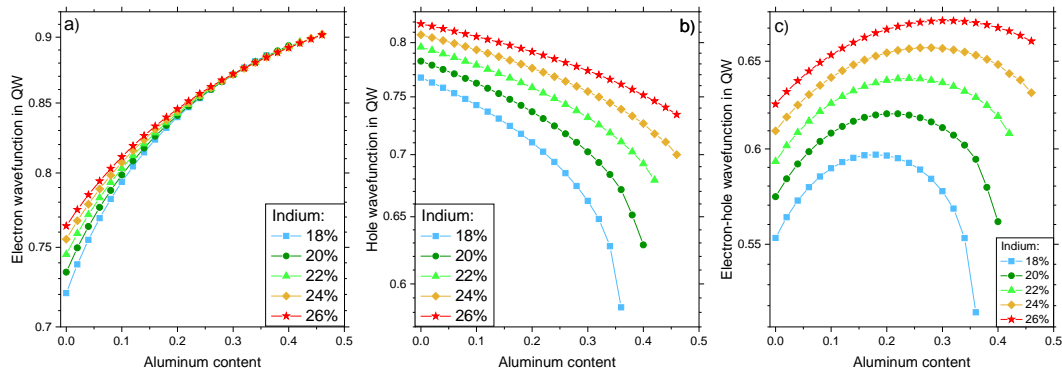 a)
Electron wavefunction in QW
0.9
0.85
0.8
0.75
0.7
Indium:
18%
20%
22%
24%
26%
0.0 0.1 0.2 0.3 0.4 0.5
Aluminum content
b)
Hole wavefunction in QW
0.8
0.75
0.7
0.65
0.6
Indium:
18%
20%
22%
24%
26%
0.0 0.1 0.2 0.3 0.4 0.5
Aluminum content
c)
Electron-hole wavefunction in QW
0.65
0.6
0.55
Indium:
18%
20%
22%
24%
26%
0.0 0.1 0.2 0.3 0.4 0.5
Aluminum content